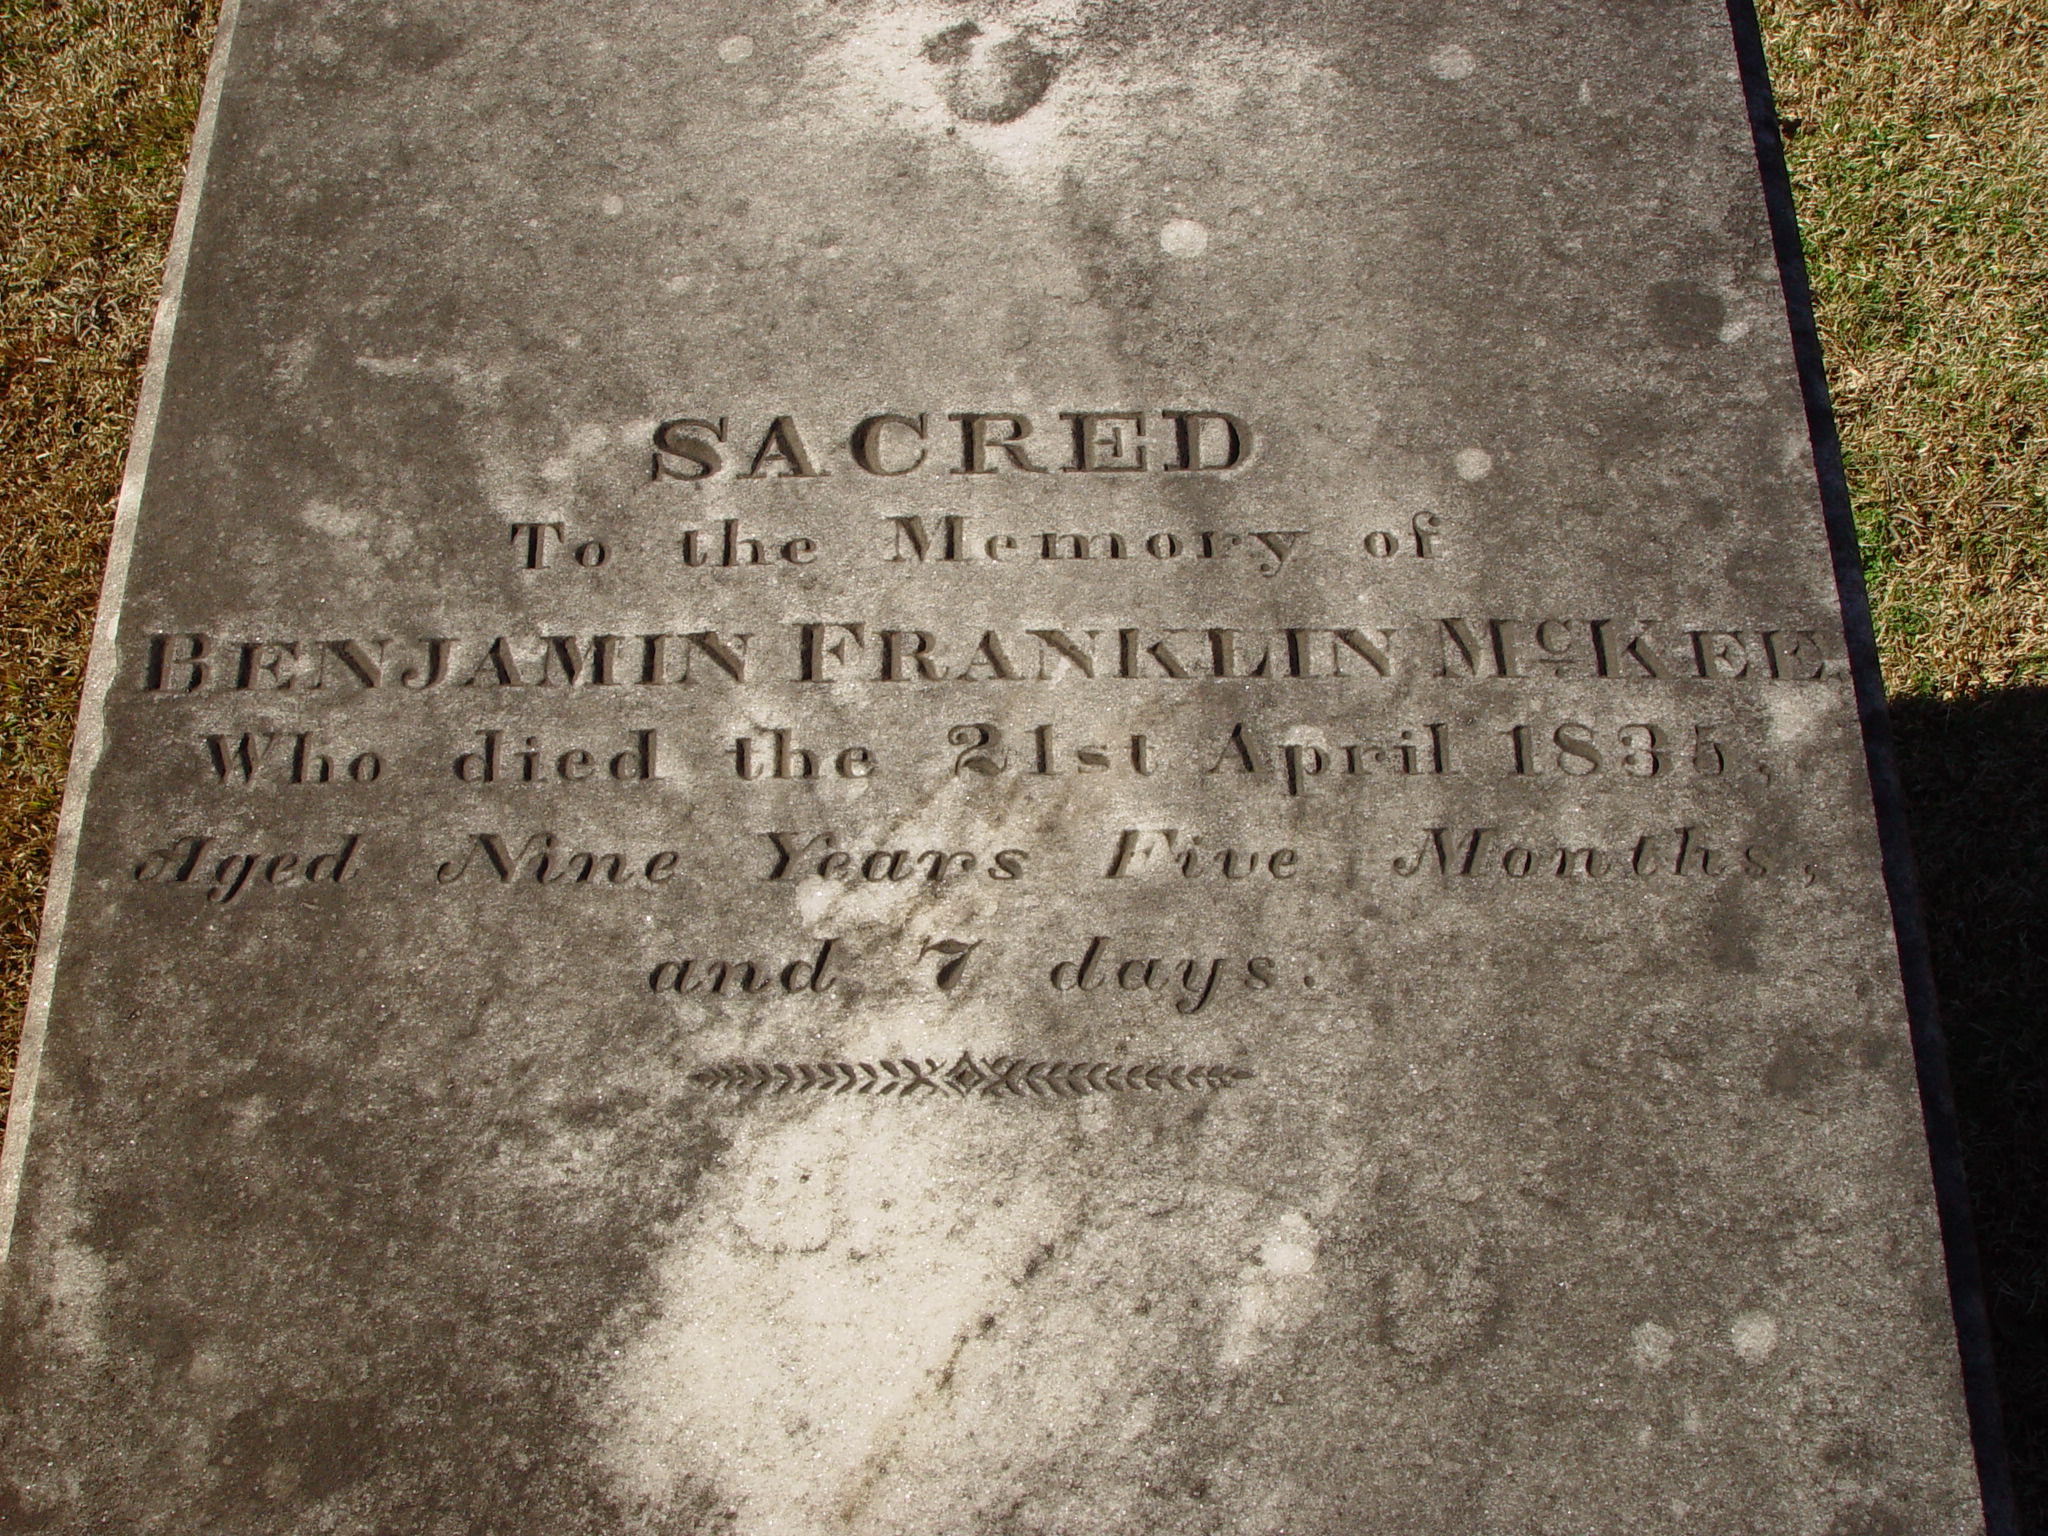 SACRED
To the Memory of
BENJAMIN FRANKLIN McKEE.
Who died the 21st April 1835,
Aged Nine Years Five Months,
and 7 days.